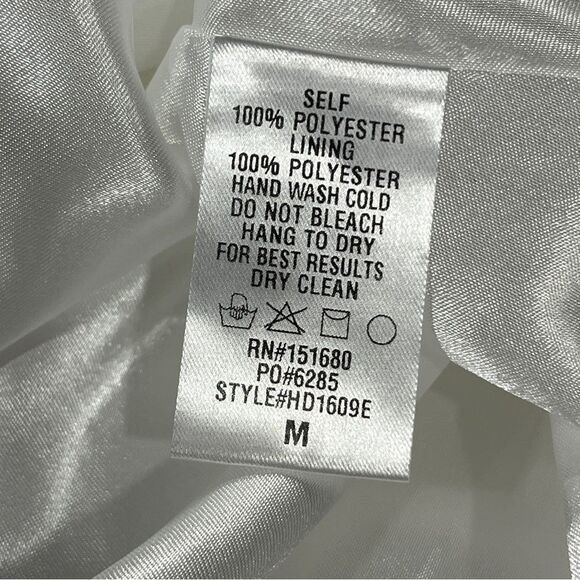 SELF
100% POLYESTER
LINING
100% POLYESTER
HAND WASH COLD
DO NOT BLEACH
HANG TO DRY
FOR BEST RESULTS
DRY CLEAN
RN#151680
PO#6285
STYLE#HD1609E
M